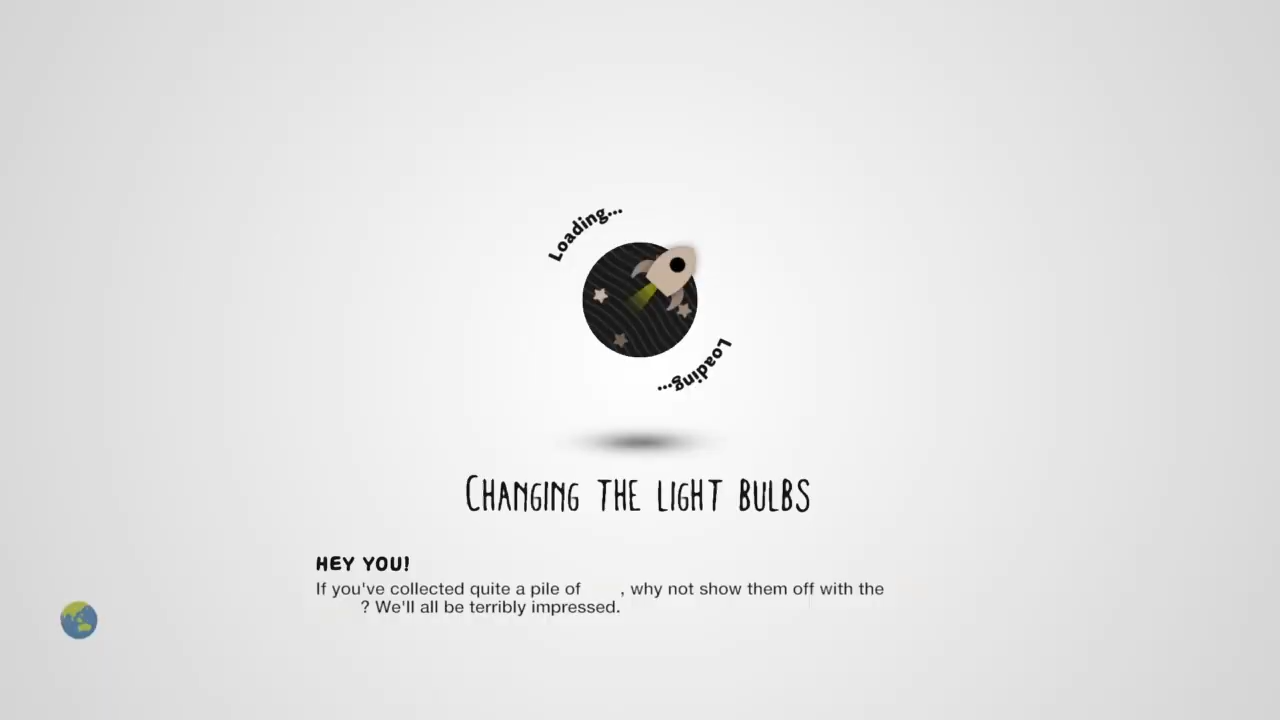 Loading...
Loading...
Changing the light bulbs
HEY YOU!
If you've collected quite a pile of , why not show them off with the
? We'll all be terribly impressed.